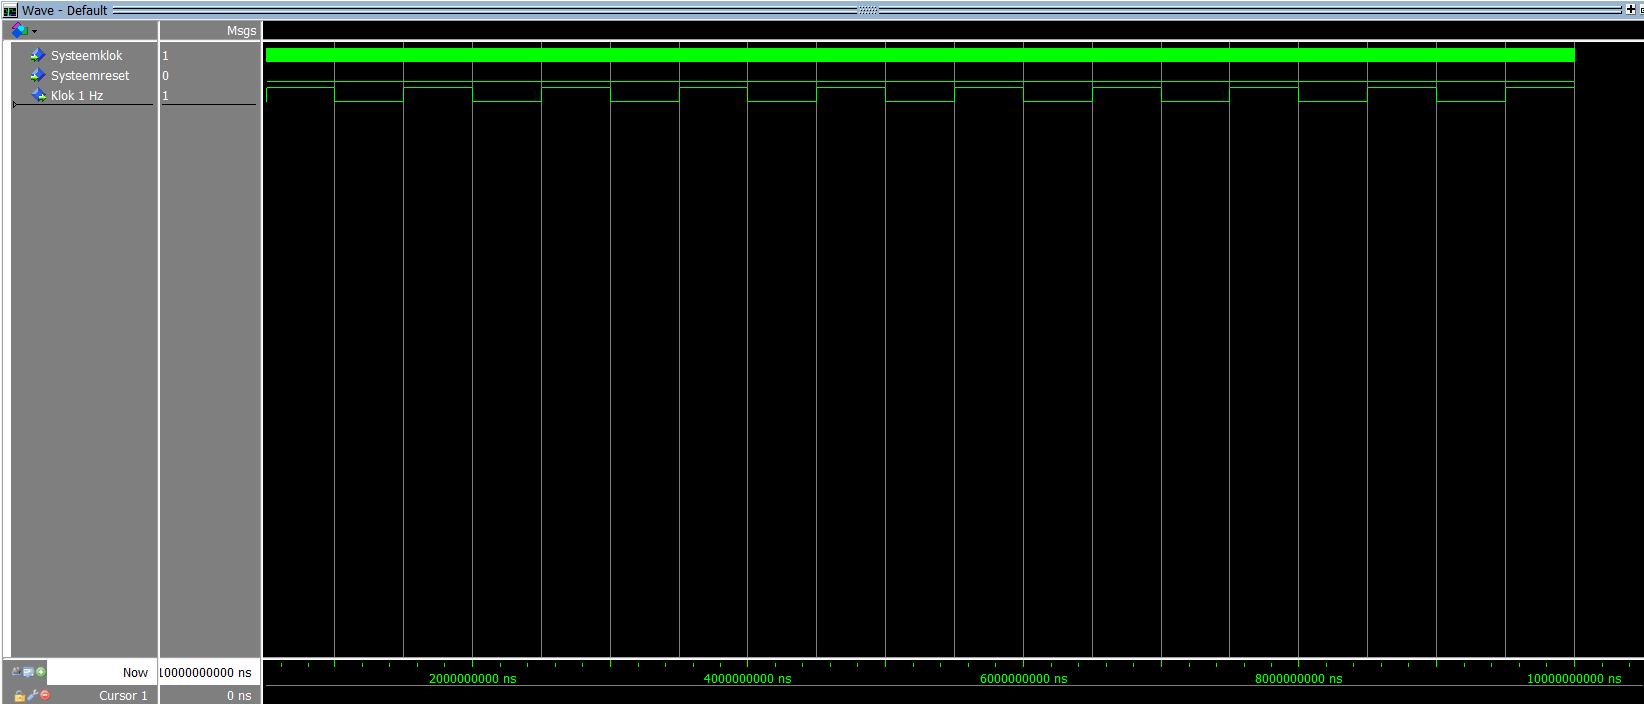 Wave - Default
Msgs
Systeemklok 1
Systeemreset 0
Klok 1 Hz 1
Now 10000000000 ns
2000000000 ns 4000000000 ns 6000000000 ns 8000000000 ns 10000000000 ns
Cursor 1 0 ns